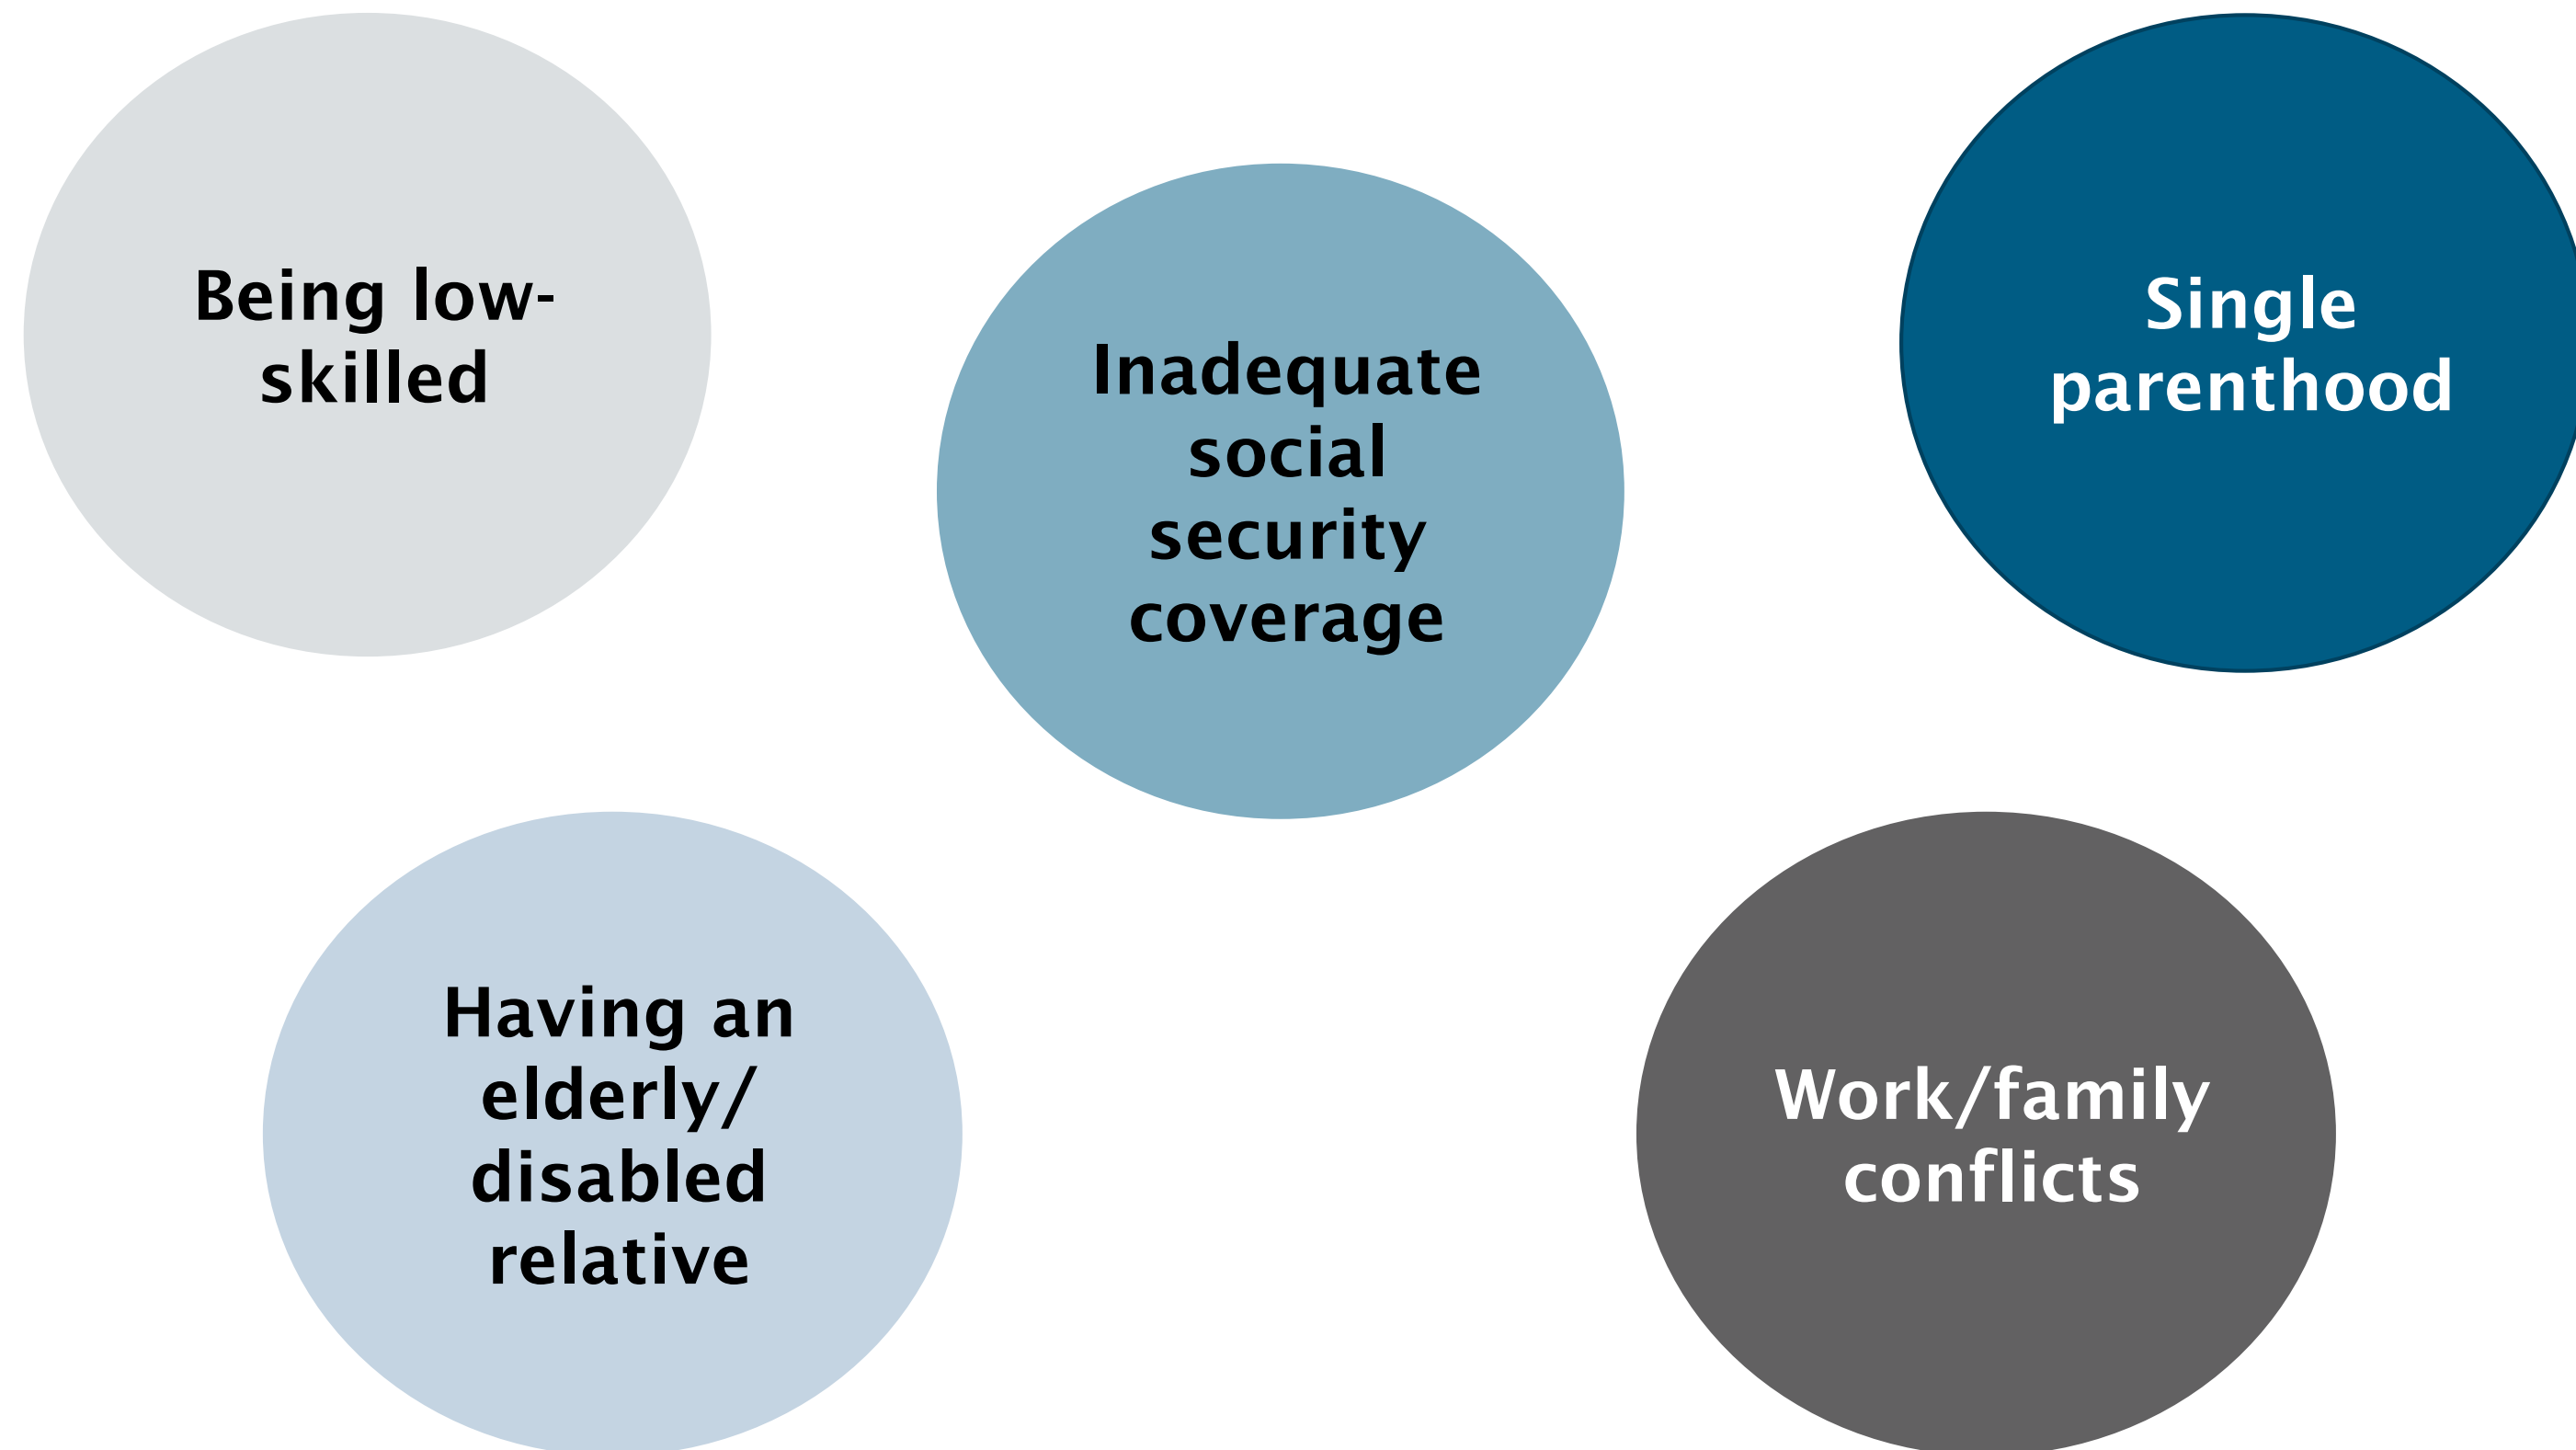 Being low-
skilled
Inadequate
social
security
coverage
Single
parenthood
Having an
elderly/
disabled
relative
Work/family
conflicts